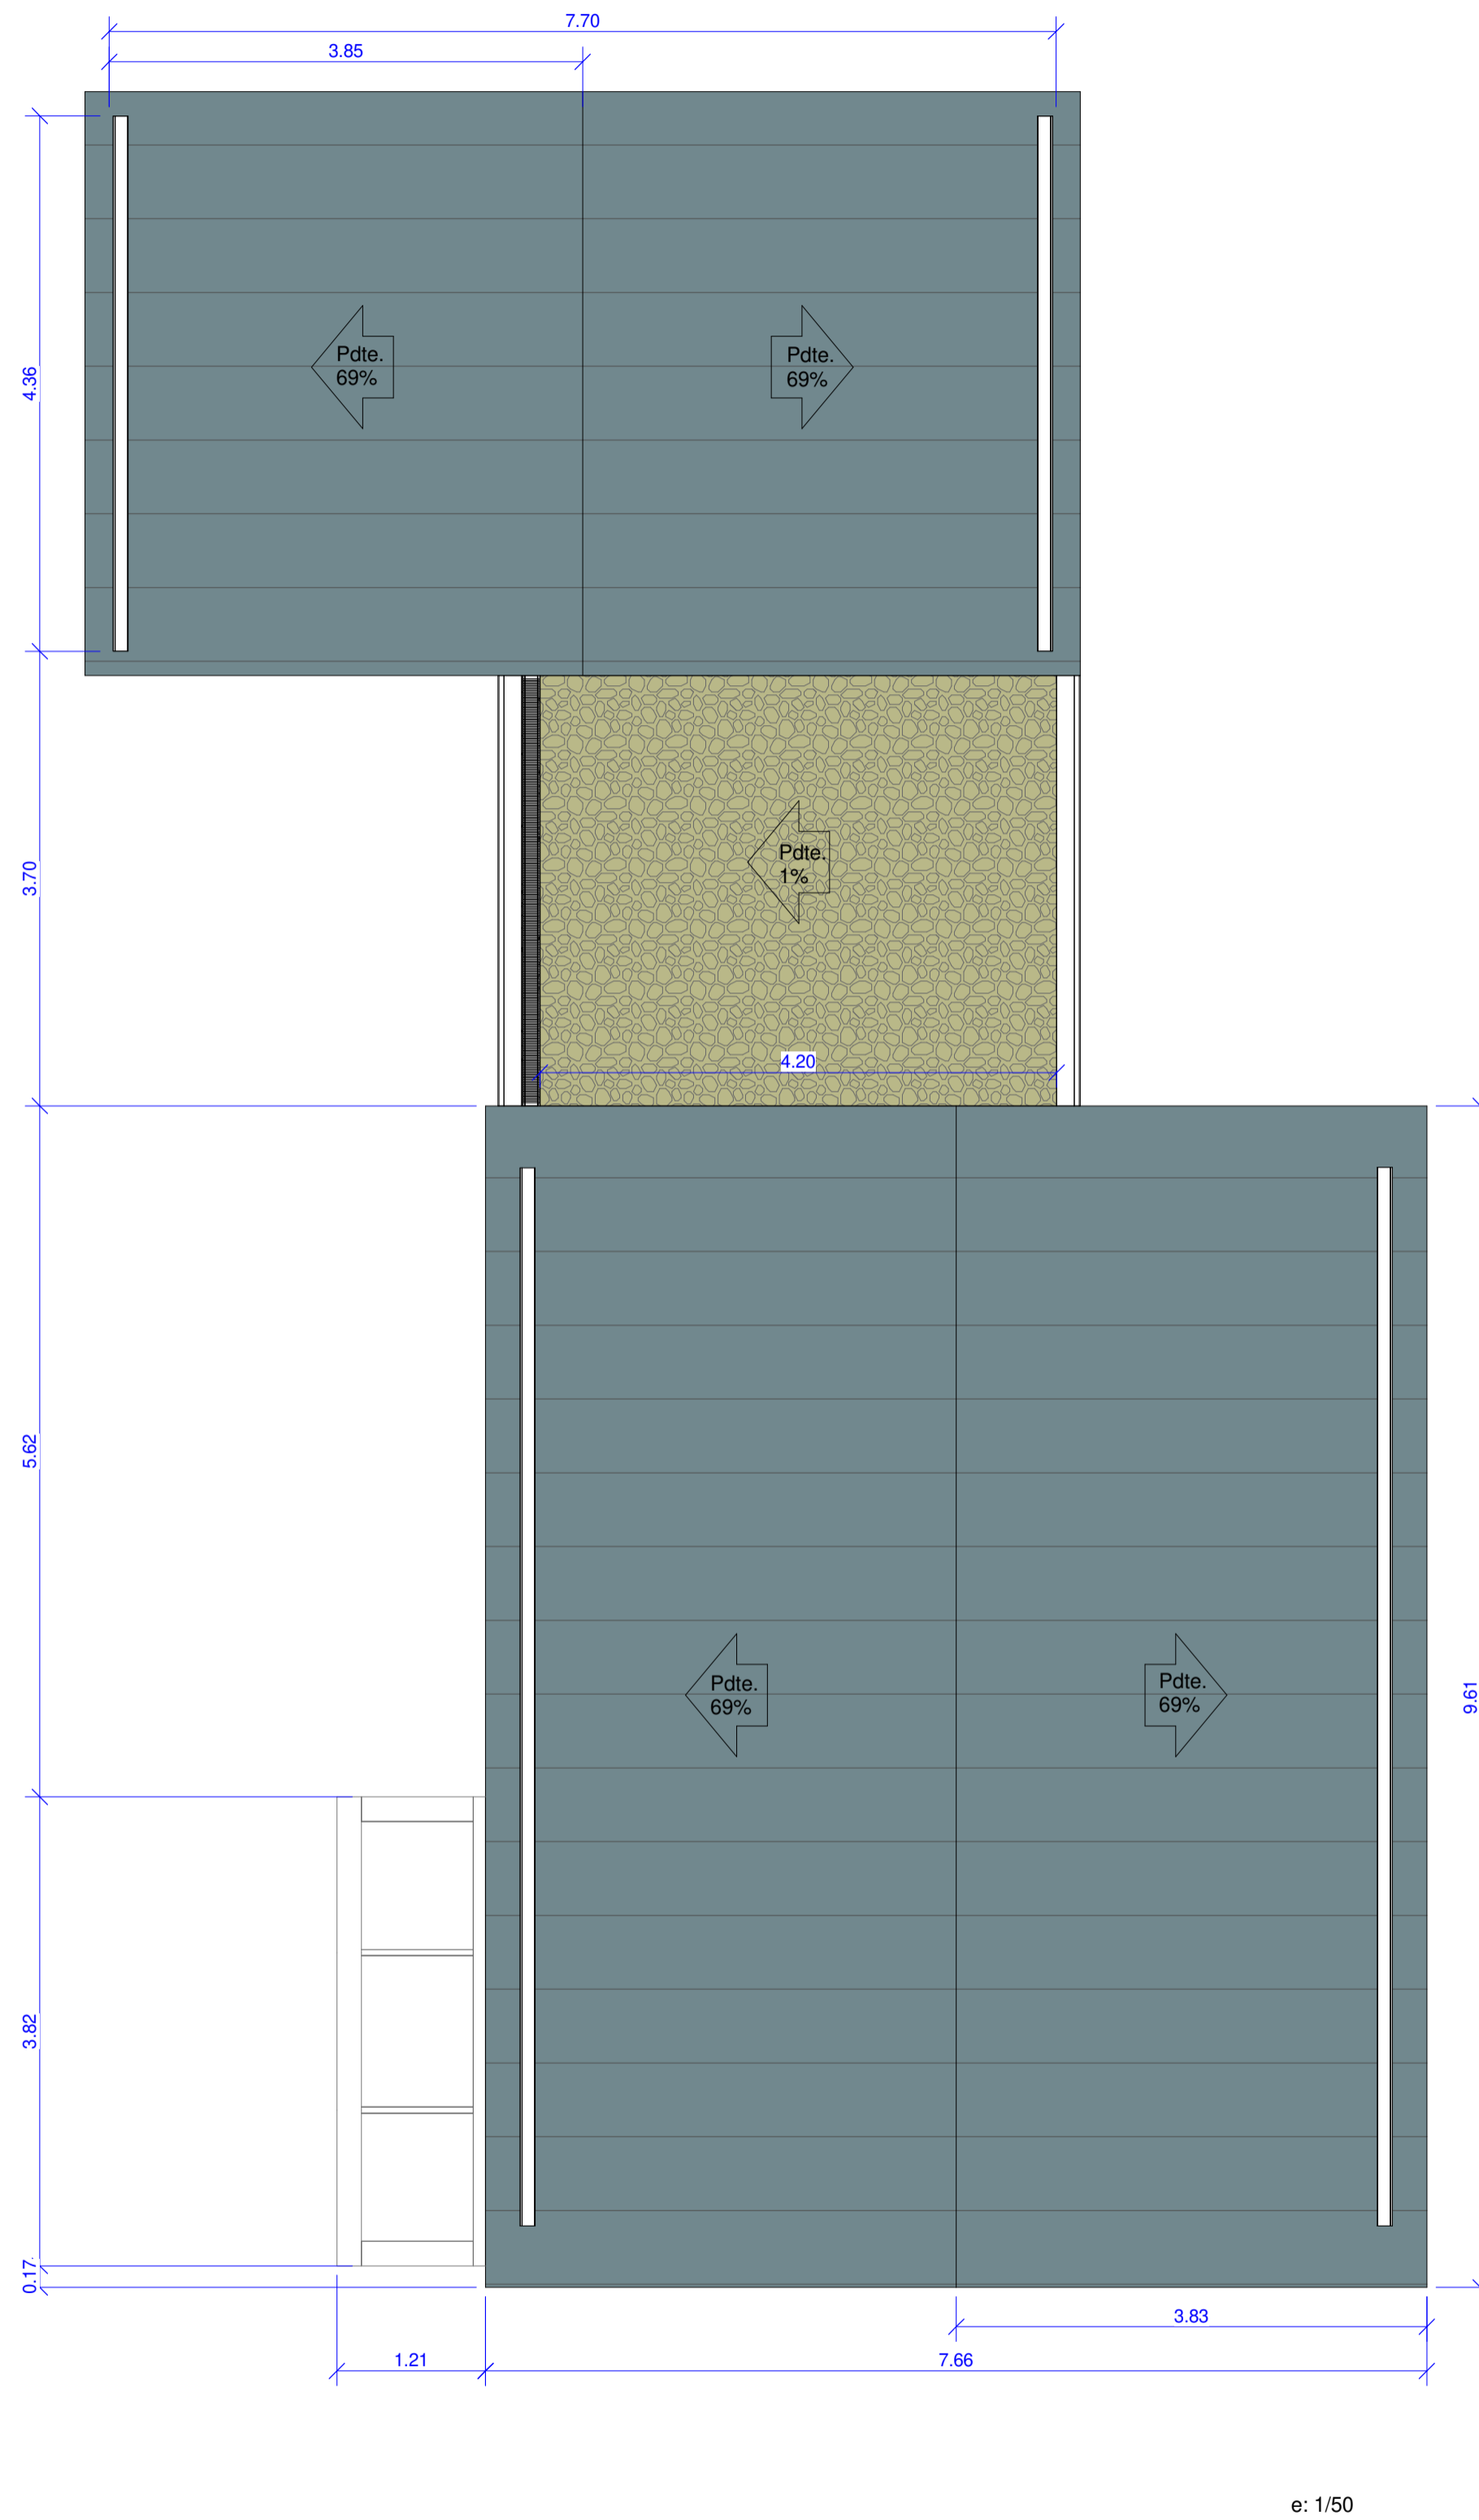 7.70
3.85
4.36
Pdte.
69%
Pdte.
69%
3.70
Pdte.
1%
4.20
5.62
9.61
Pdte.
69%
Pdte.
69%
3.82
0.17
3.83
1.21
7.66
e: 1/50